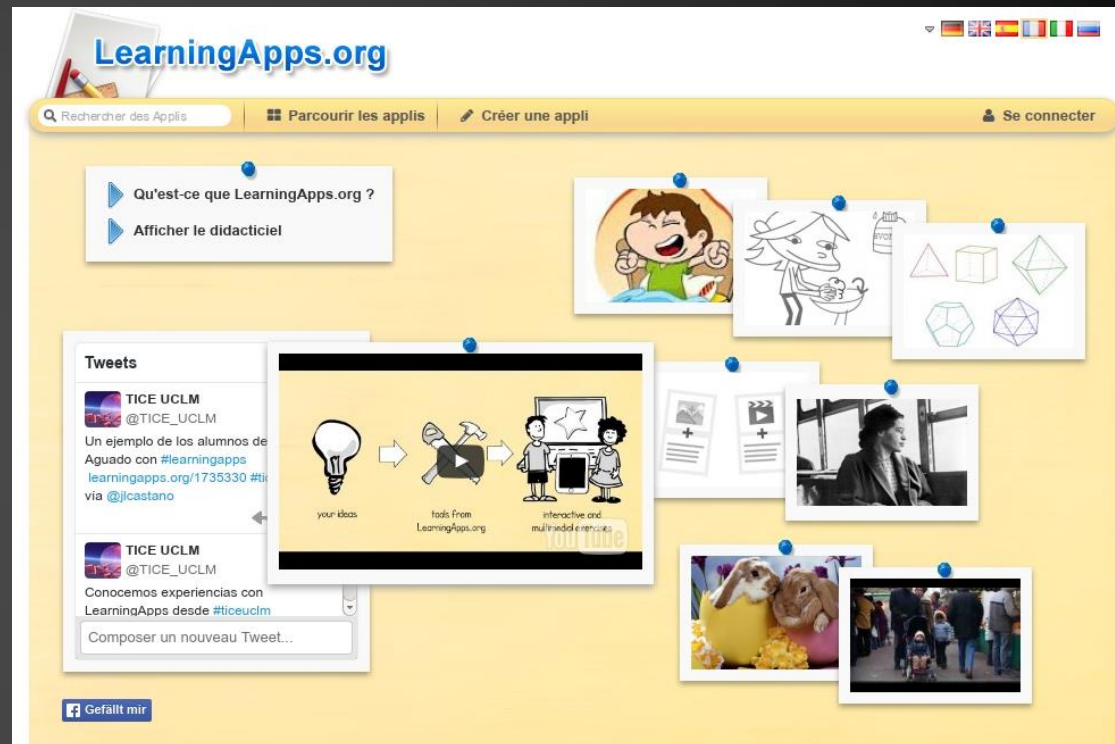 LearningApps.org
Rechercher des Applis
Parcourir les applis
Créer une appli
Se connecter
Qu'est-ce que LearningApps.org ?
Afficher le didacticiel
Tweets
TICE UCLM
@TICE_UCLM
Un ejemplo de los alumnos de
Aguado con #learningapps
learningapps.org/1735330
vía @jlcastano
TICE UCLM
@TICE_UCLM
Conocemos experiencias con
LearningApps desde #ticeuclm
Composer un nouveau Tweet...
your ideas
tools from
LearningApps.org
interactive and
multimedial exercises
YouTube
Gefällt mir